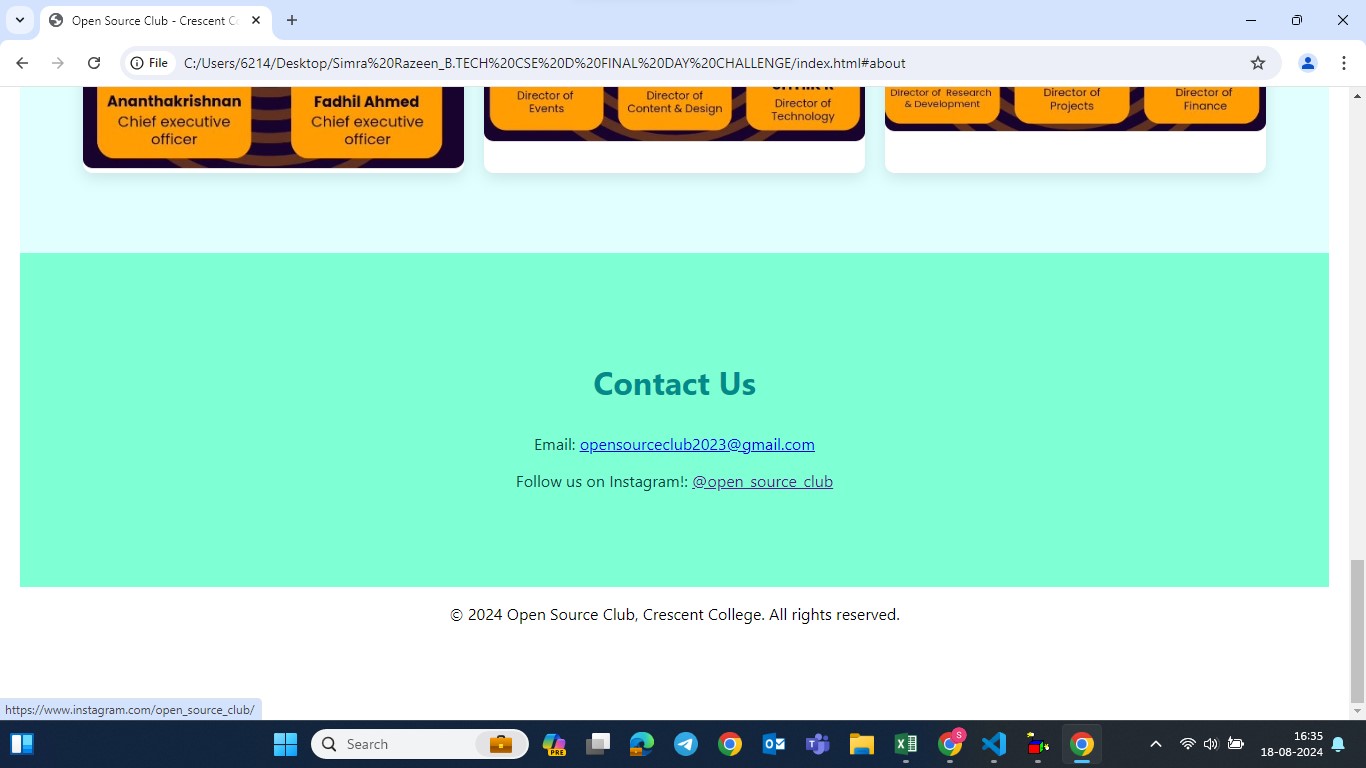 Open Source Club - Crescent C
File
C:/Users/6214/Desktop/Simra%20Razeen_B.TECH%20CSE%20D%20FINAL%20DAY%20CHALLENGE/index.html#about
Ananthakrishnan
Chief executive
officer
Fadhil Ahmed
Chief executive
officer
Director of
Events
Director of
Content & Design
Director of
Technology
Director of Research
& Development
Director of
Projects
Director of
Finance
Contact Us
Email: opensourceclub2023@gmail.com
Follow us on Instagram!: @open_source_club
© 2024 Open Source Club, Crescent College. All rights reserved.
https://www.instagram.com/open_source_club/
Search
PRE
S
16:35
18-08-2024